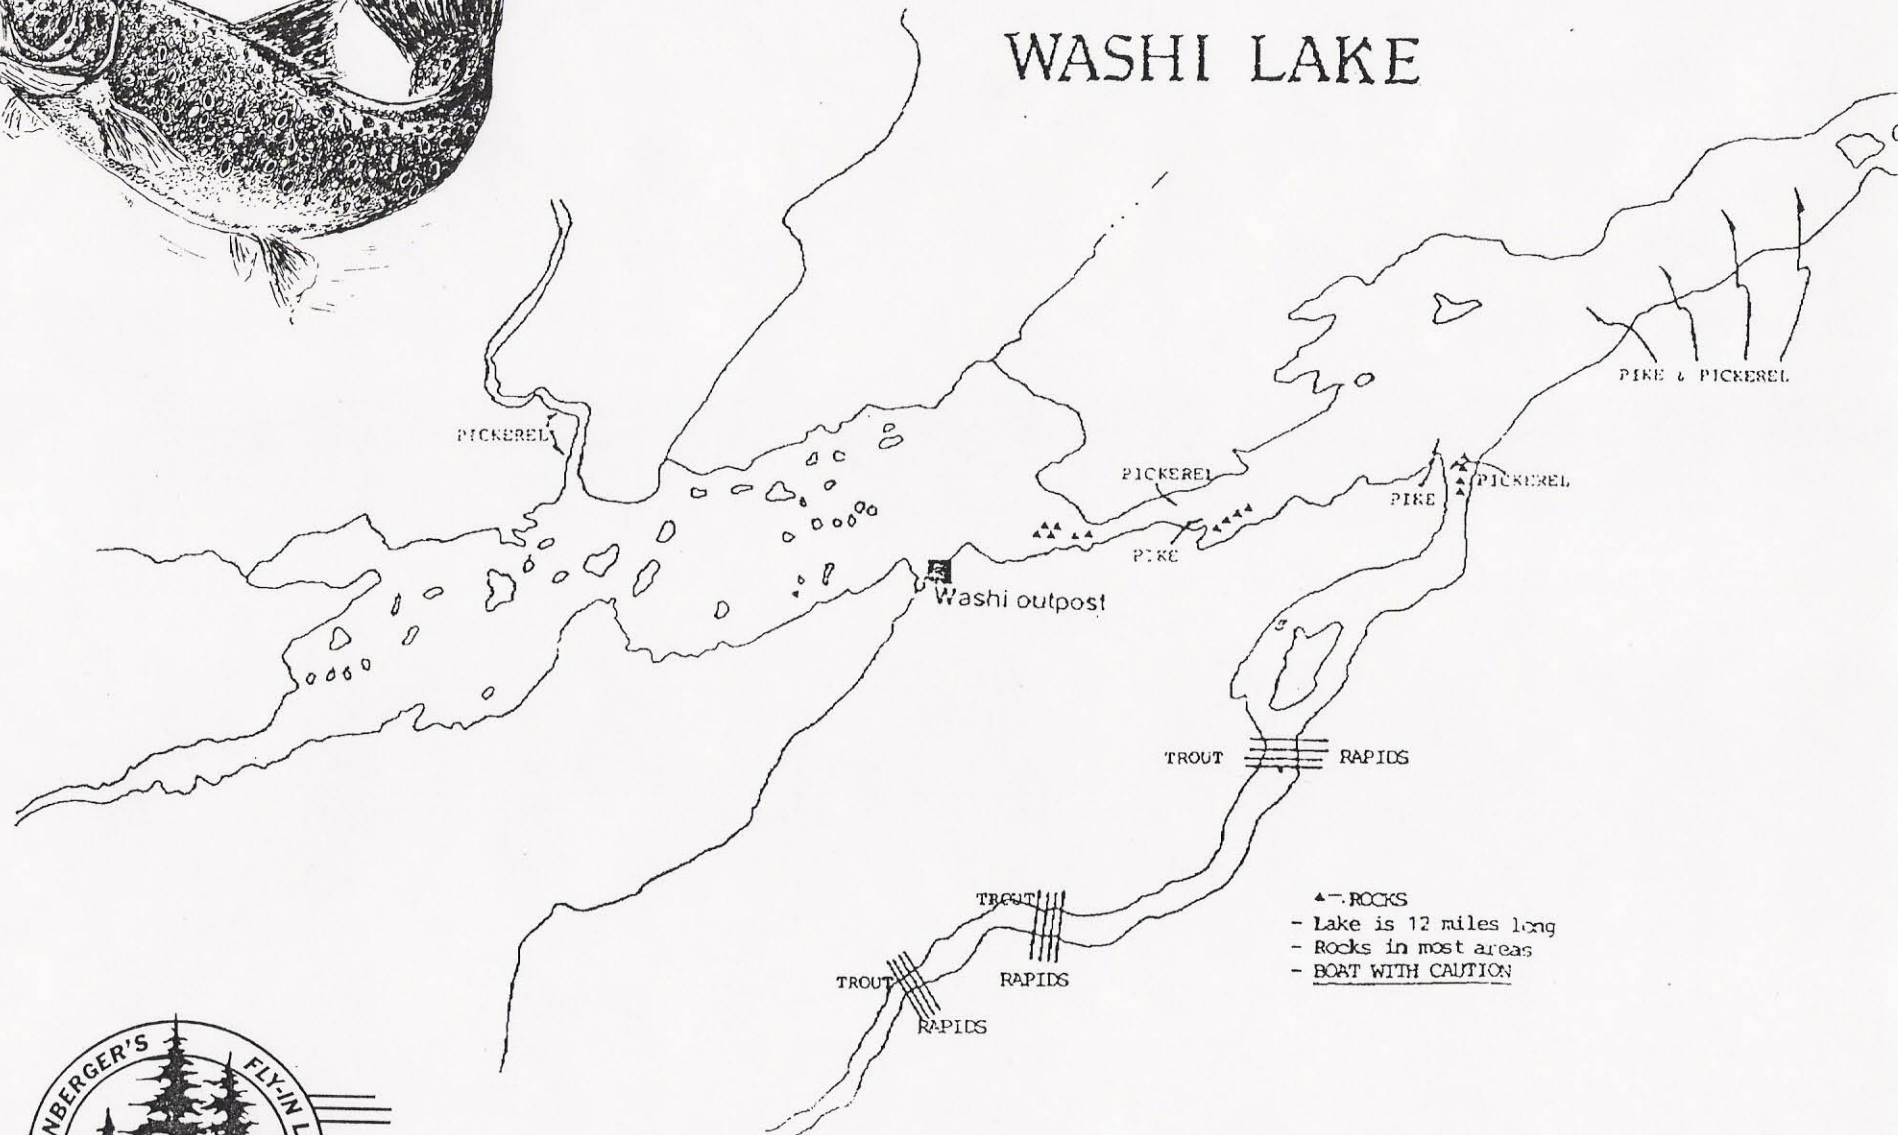 WASHI LAKE
PIKE & PICKEREL
PICKEREL
PICKEREL
PICKEREL
PIKE
PIKE
Washi outpost
TROUT RAPIDS
TROUT
RAPIDS
TROUT
RAPIDS
▲-.ROCKS
- Lake is 12 miles long
- Rocks in most areas
- BOAT WITH CAUTION
NBERGER'S FLY-IN L